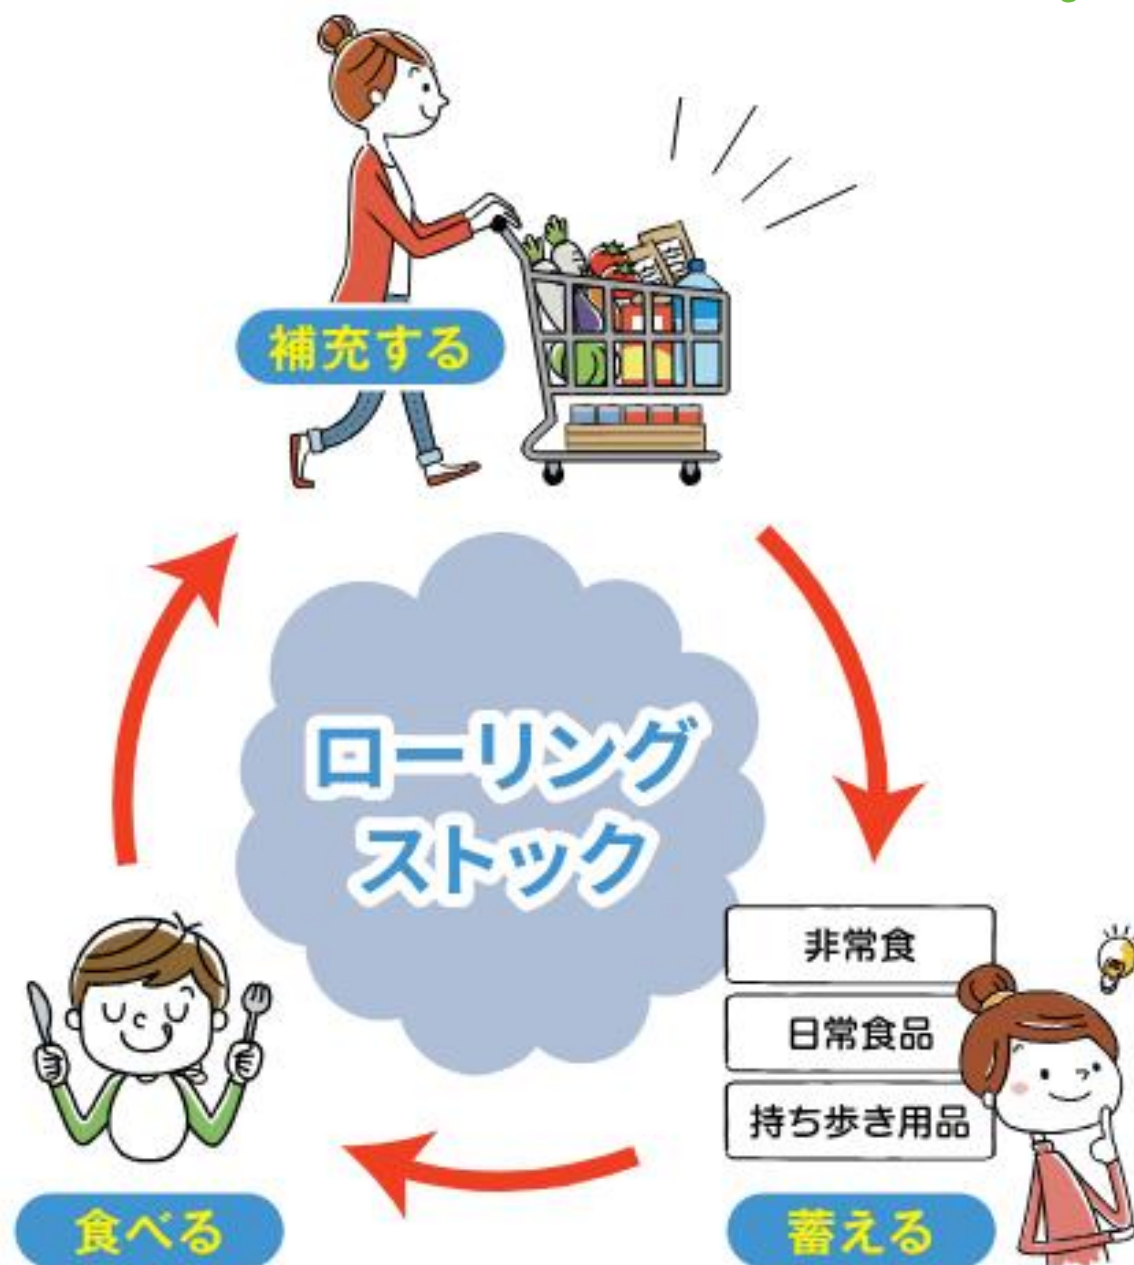 補充する
ローリング
ストック
非常食
日常食品
持ち歩き用品
食べる
蓄える